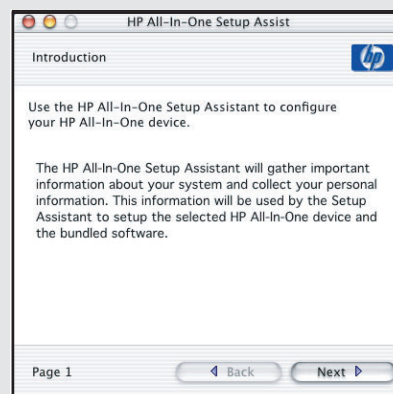 HP All-In-One Setup Assist
Introduction
hp
Use the HP All-In-One Setup Assistant to configure
your HP All-In-One device.
The HP All-In-One Setup Assistant will gather important
information about your system and collect your personal
information. This information will be used by the Setup
Assistant to setup the selected HP All-In-One device and
the bundled software.
Page 1
Back
Next